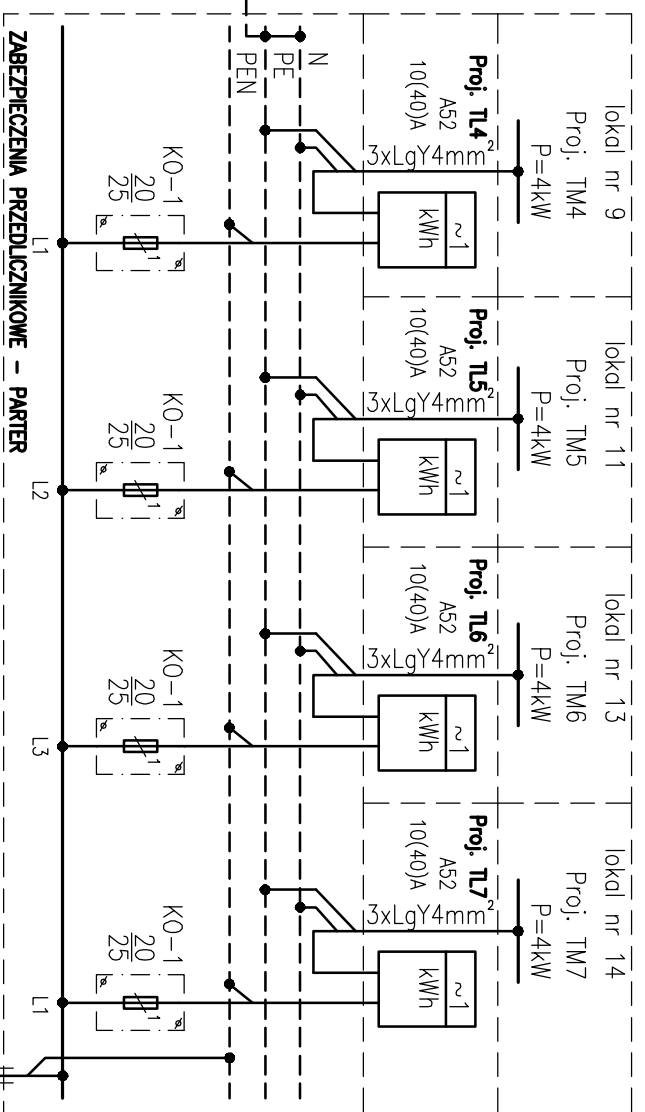 lokal nr 9
Proj. TM4
P=4kW
Proj. TL4
A52
10(40)A
3xLgY4mm²
~1
kWh
lokal nr 11
Proj. TM5
P=4kW
Proj. TL5
A52
10(40)A
3xLgY4mm²
~1
kWh
lokal nr 13
Proj. TM6
P=4kW
Proj. TL6
A52
10(40)A
3xLgY4mm²
~1
kWh
lokal nr 14
Proj. TM7
P=4kW
Proj. TL7
A52
10(40)A
3xLgY4mm²
~1
kWh
N
PE
PEN
KO-1
20
25
1
L1
KO-1
20
25
1
L2
KO-1
20
25
1
L3
KO-1
20
25
1
L1
ZABEZPIECZENIA PRZEDLICZNIKOWE - PARTER